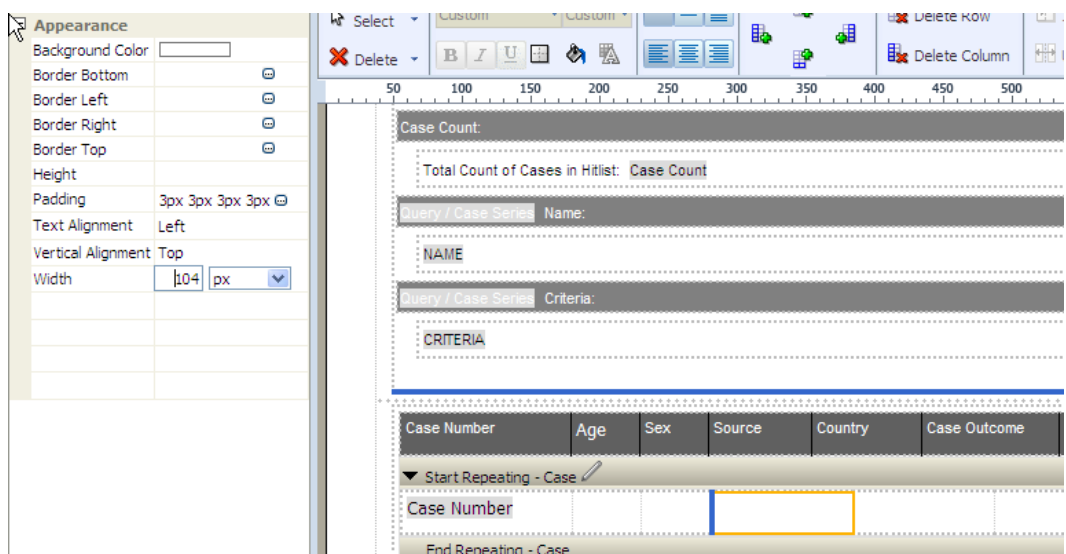 Appearance
Background Color
Border Bottom
Border Left
Border Right
Border Top
Height
Padding 3px 3px 3px 3px
Text Alignment Left
Vertical Alignment Top
Width 104 px
Select Custom Custom Delete Row
Delete B I U Delete Column
50 100 150 200 250 300 350 400 450 500
Case Count:
Total Count of Cases in Hitlist: Case Count
Query / Case Series Name:
NAME
Query / Case Series Criteria:
CRITERIA
Case Number Age Sex Source Country Case Outcome
Start Repeating - Case
Case Number
End Repeating - Case